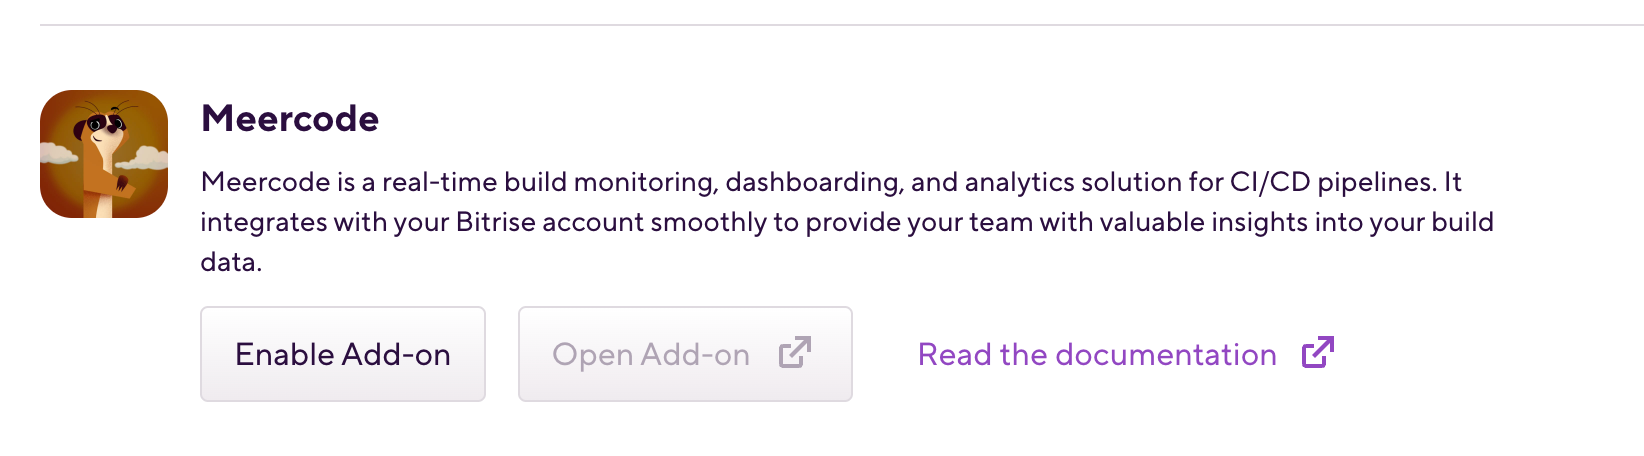 Meercode
Meercode is a real-time build monitoring, dashboarding, and analytics solution for CI/CD pipelines. It
integrates with your Bitrise account smoothly to provide your team with valuable insights into your build
data.
Enable Add-on
Open Add-on
Read the documentation